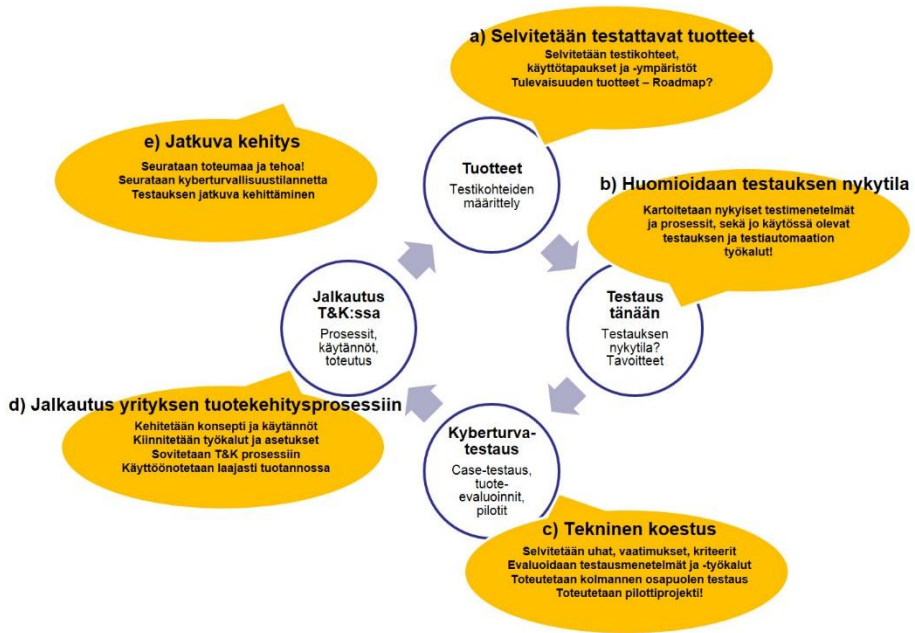 a) Selvitetään testattavat tuotteet
Selvitetään testikohteet,
käyttötapaukset ja -ympäristöt
Tulevaisuuden tuotteet – Roadmap?
e) Jatkuva kehitys
Seurataan toteumaa ja tehoa!
Seurataan kyberturvallisuustilannetta
Testauksen jatkuva kehittäminen
Tuotteet
Testikohteiden
määrittely
b) Huomioidaan testauksen nykytila
Kartoitetaan nykyiset testimenetelmät
ja prosessit, sekä jo käytössä olevat
testauksen ja testiautomaation
työkalut!
Jalkautus
T&K:ssa
Prosessit,
käytännöt,
toteutus
Testaus
tänään
Testauksen
nykytila?
Tavoitteet
d) Jalkautus yrityksen tuotekehitysprosessiin
Kehitetään konsepti ja käytännöt
Kiinnitetään työkalut ja asetukset
Sovitetaan T&K prosessiin
Käyttöönotetaan laajasti tuotannossa
Kyberturva-
testaus
Case-testaus,
tuote-
evaluoinnit,
pilotit
c) Tekninen koestus
Selvitetään uhat, vaatimukset, kriteerit
Evaluoidaan testausmenetelmät ja -työkalut
Toteutetaan kolmannen osapuolen testaus
Toteutetaan pilottiprojekti!